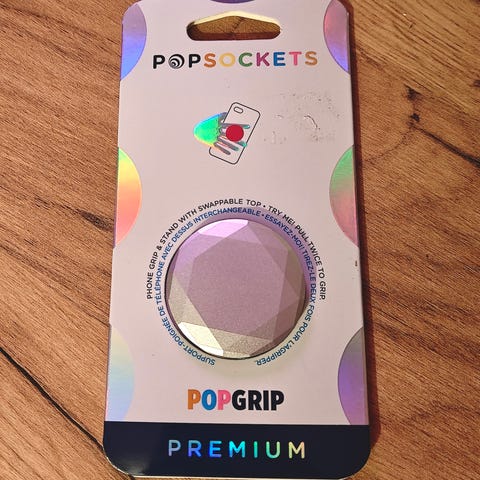 POPSOCKETS
PHONE GRIP & STAND WITH SWAPPABLE TOP • TRY ME! PULL TWICE TO GRIP.
SUPPORT-POIGNÉE DE TÉLÉPHONE AVEC DESSUS INTERCHANGEABLE • ESSAYEZ-MOI! TIREZ-LE DEUX FOIS POUR L'AGRIPPER.
POPGRIP
PREMIUM